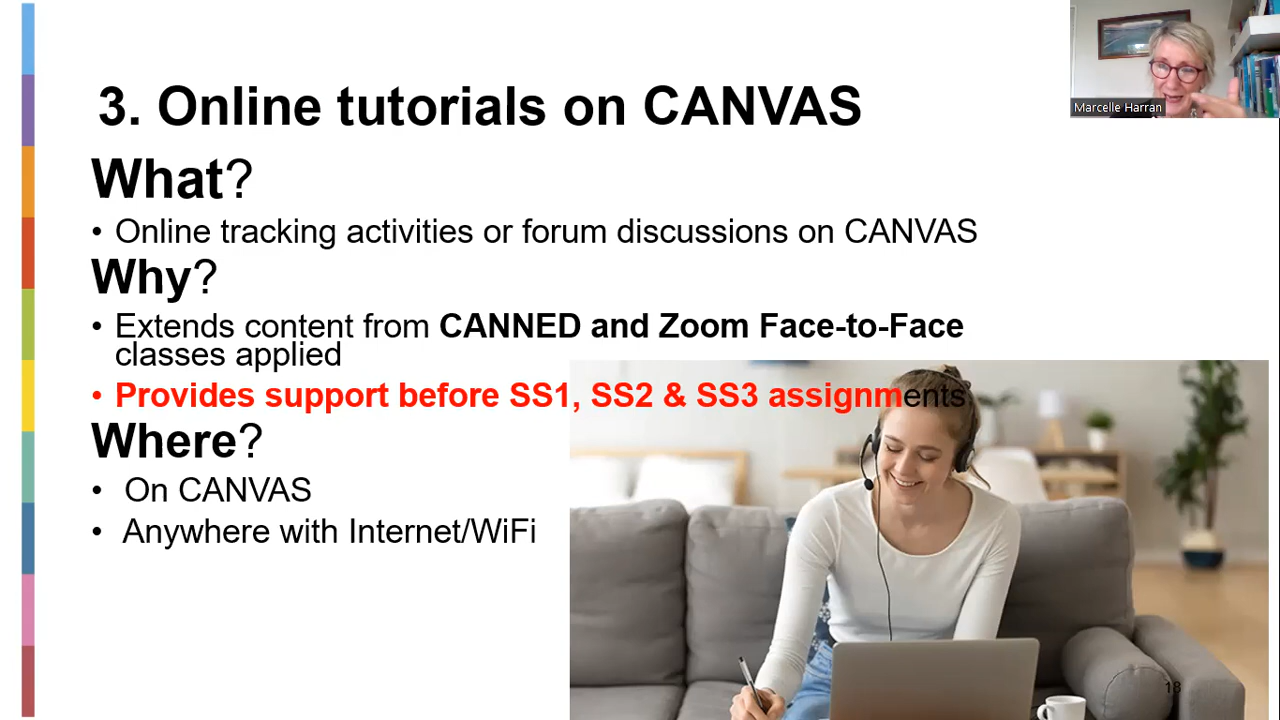 Marcelle Harran
3. Online tutorials on CANVAS
What?
• Online tracking activities or forum discussions on CANVAS
Why?
• Extends content from CANNED and Zoom Face-to-Face
classes applied
• Provides support before SS1, SS2 & SS3 assignments
Where?
• On CANVAS
• Anywhere with Internet/WiFi
18